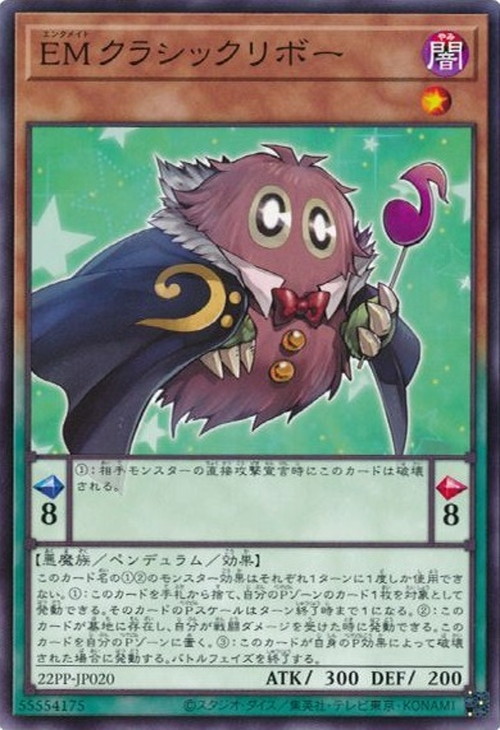 エンタメイト
EMクラシックリボー
やみ
闇
①：相手モンスターの直接攻撃宣言時にこのカードは破壊
される。
8
8
【悪魔族／ペンデュラム／効果】
このカード名の①②のモンスター効果はそれぞれ1ターンに1度しか使用でき
ない。①：このカードを手札から捨て、自分のPゾーンのカード1枚を対象として
発動できる。そのカードのPスケールはターン終了時まで1になる。②：この
カードが墓地に存在し、自分が戦闘ダメージを受けた時に発動できる。この
カードを自分のPゾーンに置く。③：このカードが自身のP効果によって破壊
された場合に発動する。バトルフェイズを終了する。
22PP-JP020
ATK/ 300 DEF/ 200
55554175
©スタジオ・ダイス／集英社・テレビ東京・KONAMI